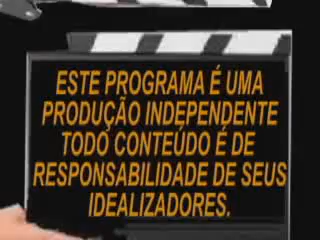 ESTE PROGRAMA É UMA
PRODUÇÃO INDEPENDENTE
TODO CONTEÚDO É DE
RESPONSABILIDADE DE SEUS
IDEALIZADORES.